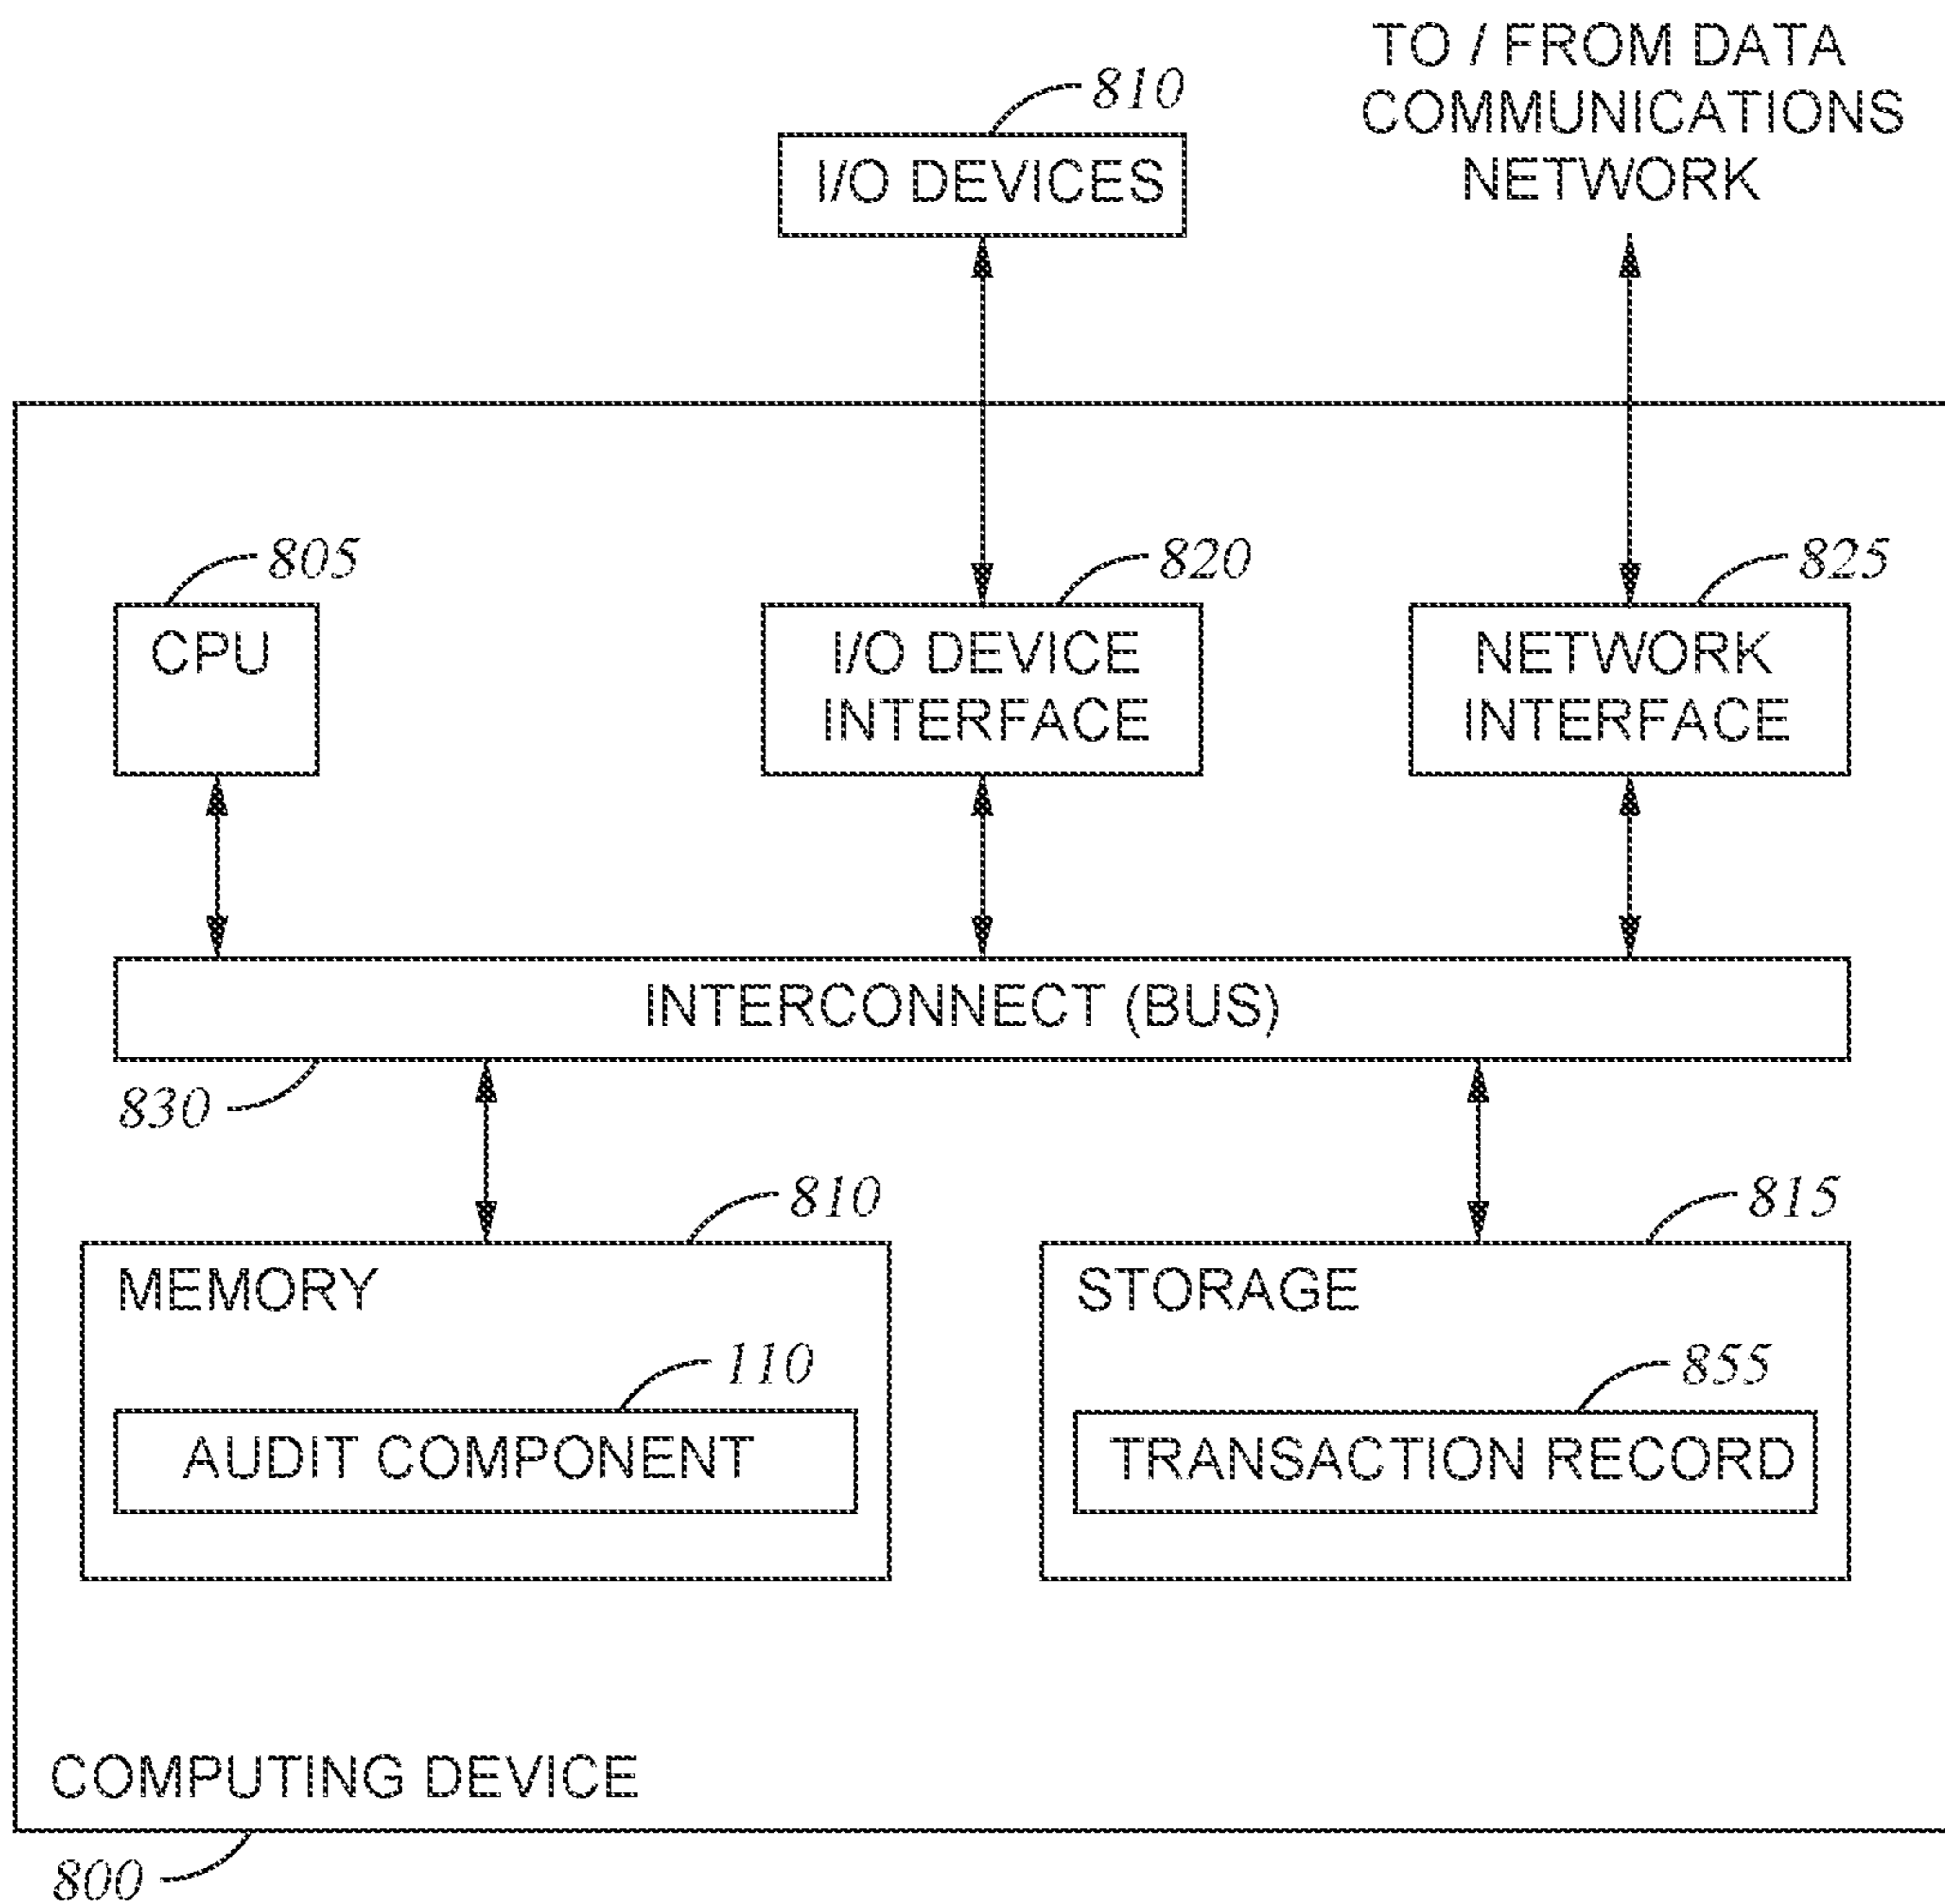 TO / FROM DATA
COMMUNICATIONS
NETWORK
810
I/O DEVICES
805
820
825
CPU
I/O DEVICE
INTERFACE
NETWORK
INTERFACE
INTERCONNECT (BUS)
830
810
815
MEMORY
STORAGE
110
855
AUDIT COMPONENT
TRANSACTION RECORD
COMPUTING DEVICE
800